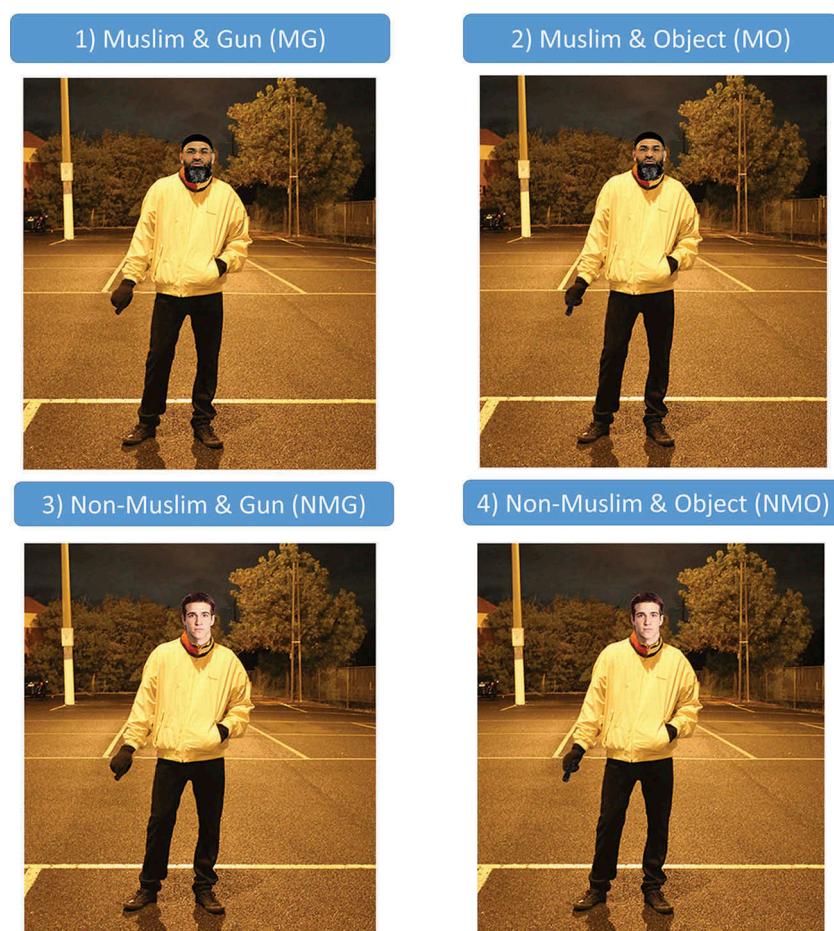 1) Muslim & Gun (MG)
2) Muslim & Object (MO)
3) Non-Muslim & Gun (NMG)
4) Non-Muslim & Object (NMO)